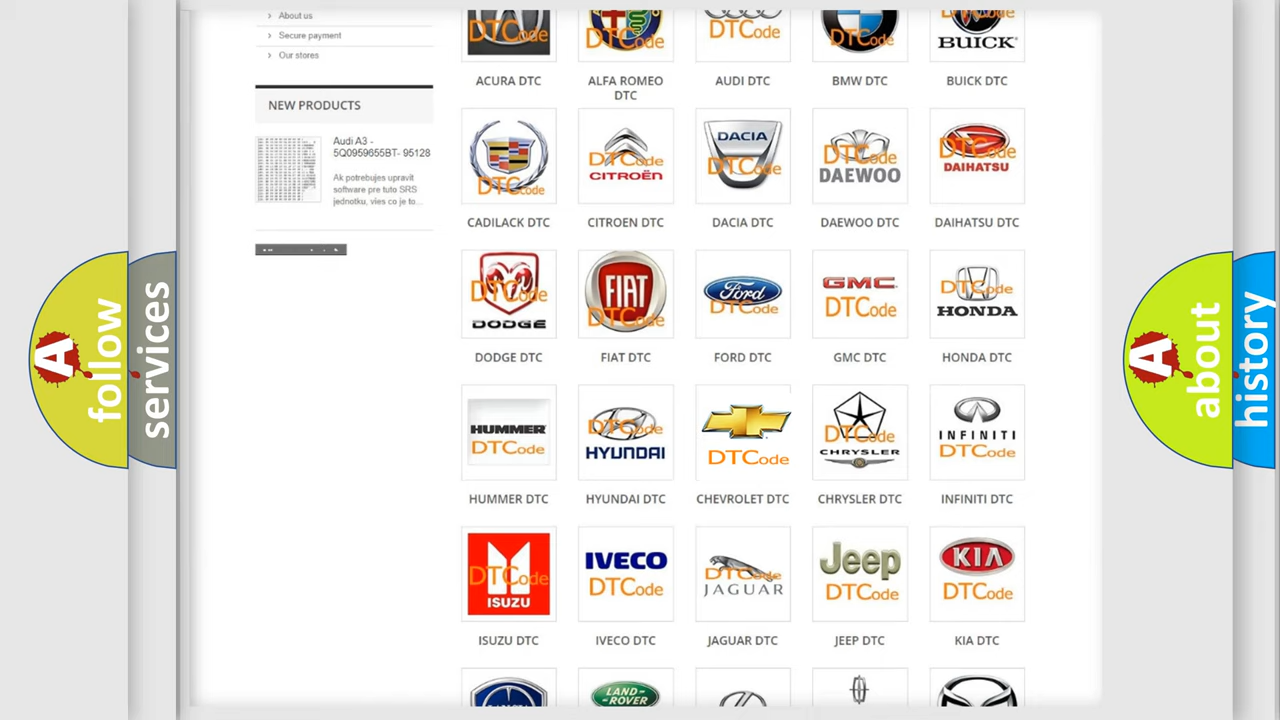 About us
Secure payment
Our stores
NEW PRODUCTS
Audi A3 -
5Q0959655BT- 95128
Ak potrebujes upravit
software pre tuto SRS
jednotku, vies co je to...
DTCode
DTCode
DTCode
DTCode
BUICK
ACURA DTC
ALFA ROMEO
DTC
AUDI DTC
BMW DTC
BUICK DTC
DTCode
DTCode
CITROËN
DACIA
DTCode
DTCode
DAEWOO
DTCode
DAIHATSU
CADILACK DTC
CITROEN DTC
DACIA DTC
DAEWOO DTC
DAIHATSU DTC
DTCode
DODGE
FIAT
DTCode
Ford
DTCode
GMC
DTCode
DTCode
HONDA
DODGE DTC
FIAT DTC
FORD DTC
GMC DTC
HONDA DTC
HUMMER
DTCode
DTCode
HYUNDAI
DTCode
DTCode
CHRYSLER
INFINITI
DTCode
HUMMER DTC
HYUNDAI DTC
CHEVROLET DTC
CHRYSLER DTC
INFINITI DTC
DTCode
ISUZU
IVECO
DTCode
DTCode
JAGUAR
Jeep
DTCode
KIA
DTCode
ISUZU DTC
IVECO DTC
JAGUAR DTC
JEEP DTC
KIA DTC
LAND-
ROVER
A
follow
services
A
about
history